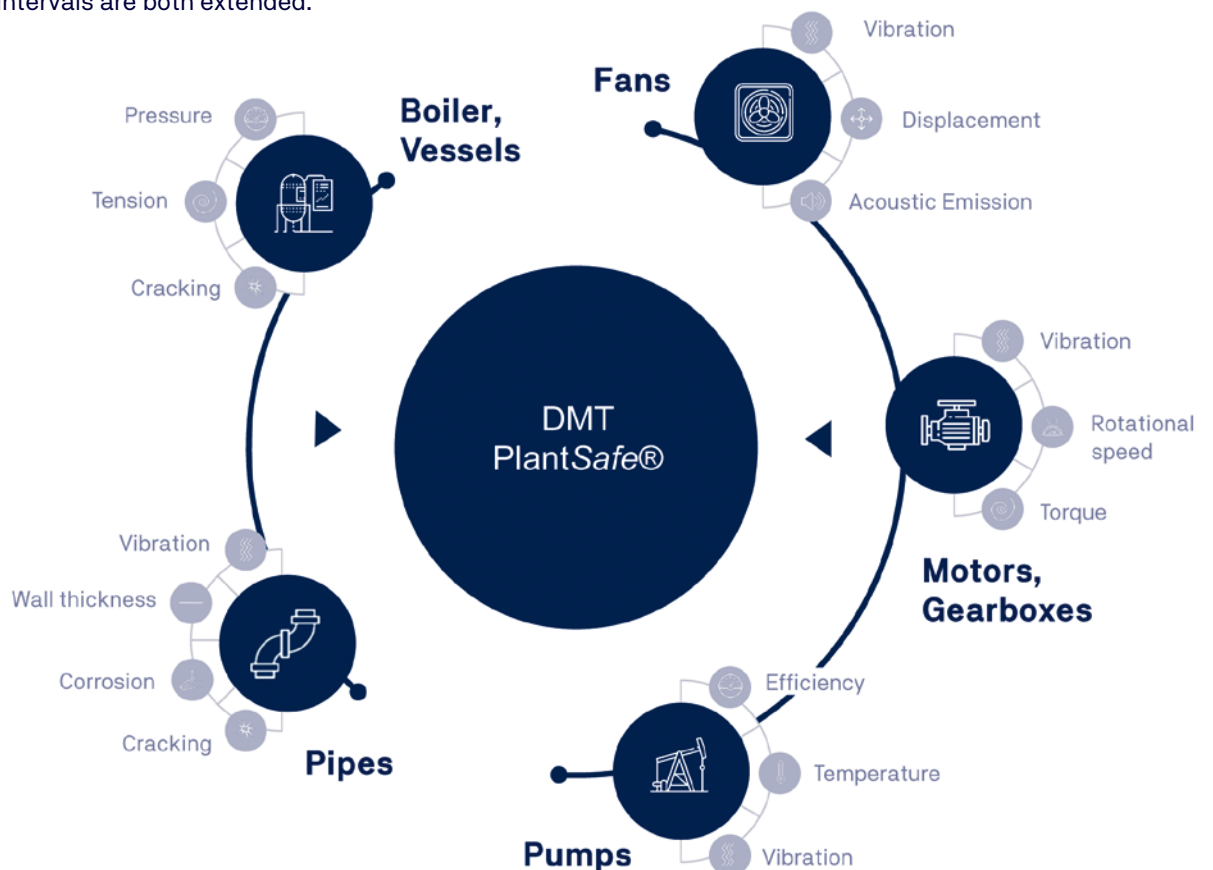 intervals are both extended.
Boiler,
Vessels
Pressure
Tension
Cracking
Fans
Vibration
Displacement
Acoustic Emission
DMT
PlantSafe®
Vibration
Rotational
speed
Torque
Motors,
Gearboxes
Vibration
Wall thickness
Corrosion
Cracking
Pipes
Efficiency
Temperature
Vibration
Pumps